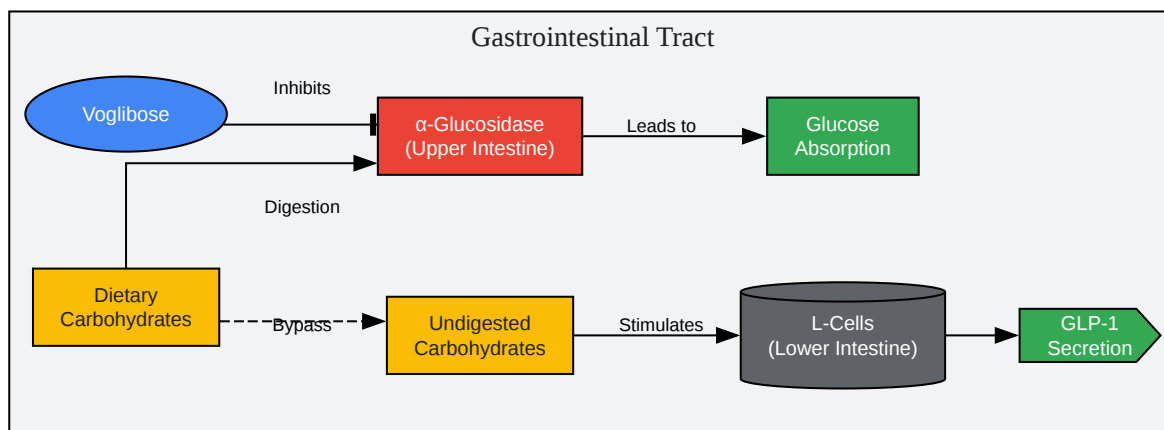 Gastrointestinal Tract
Inhibits
Voglibose
α-Glucosidase
(Upper Intestine)
Leads to
Glucose
Absorption
Digestion
Dietary
Carbohydrates
Bypass
Undigested
Carbohydrates
Stimulates
L-Cells
(Lower Intestine)
GLP-1
Secretion